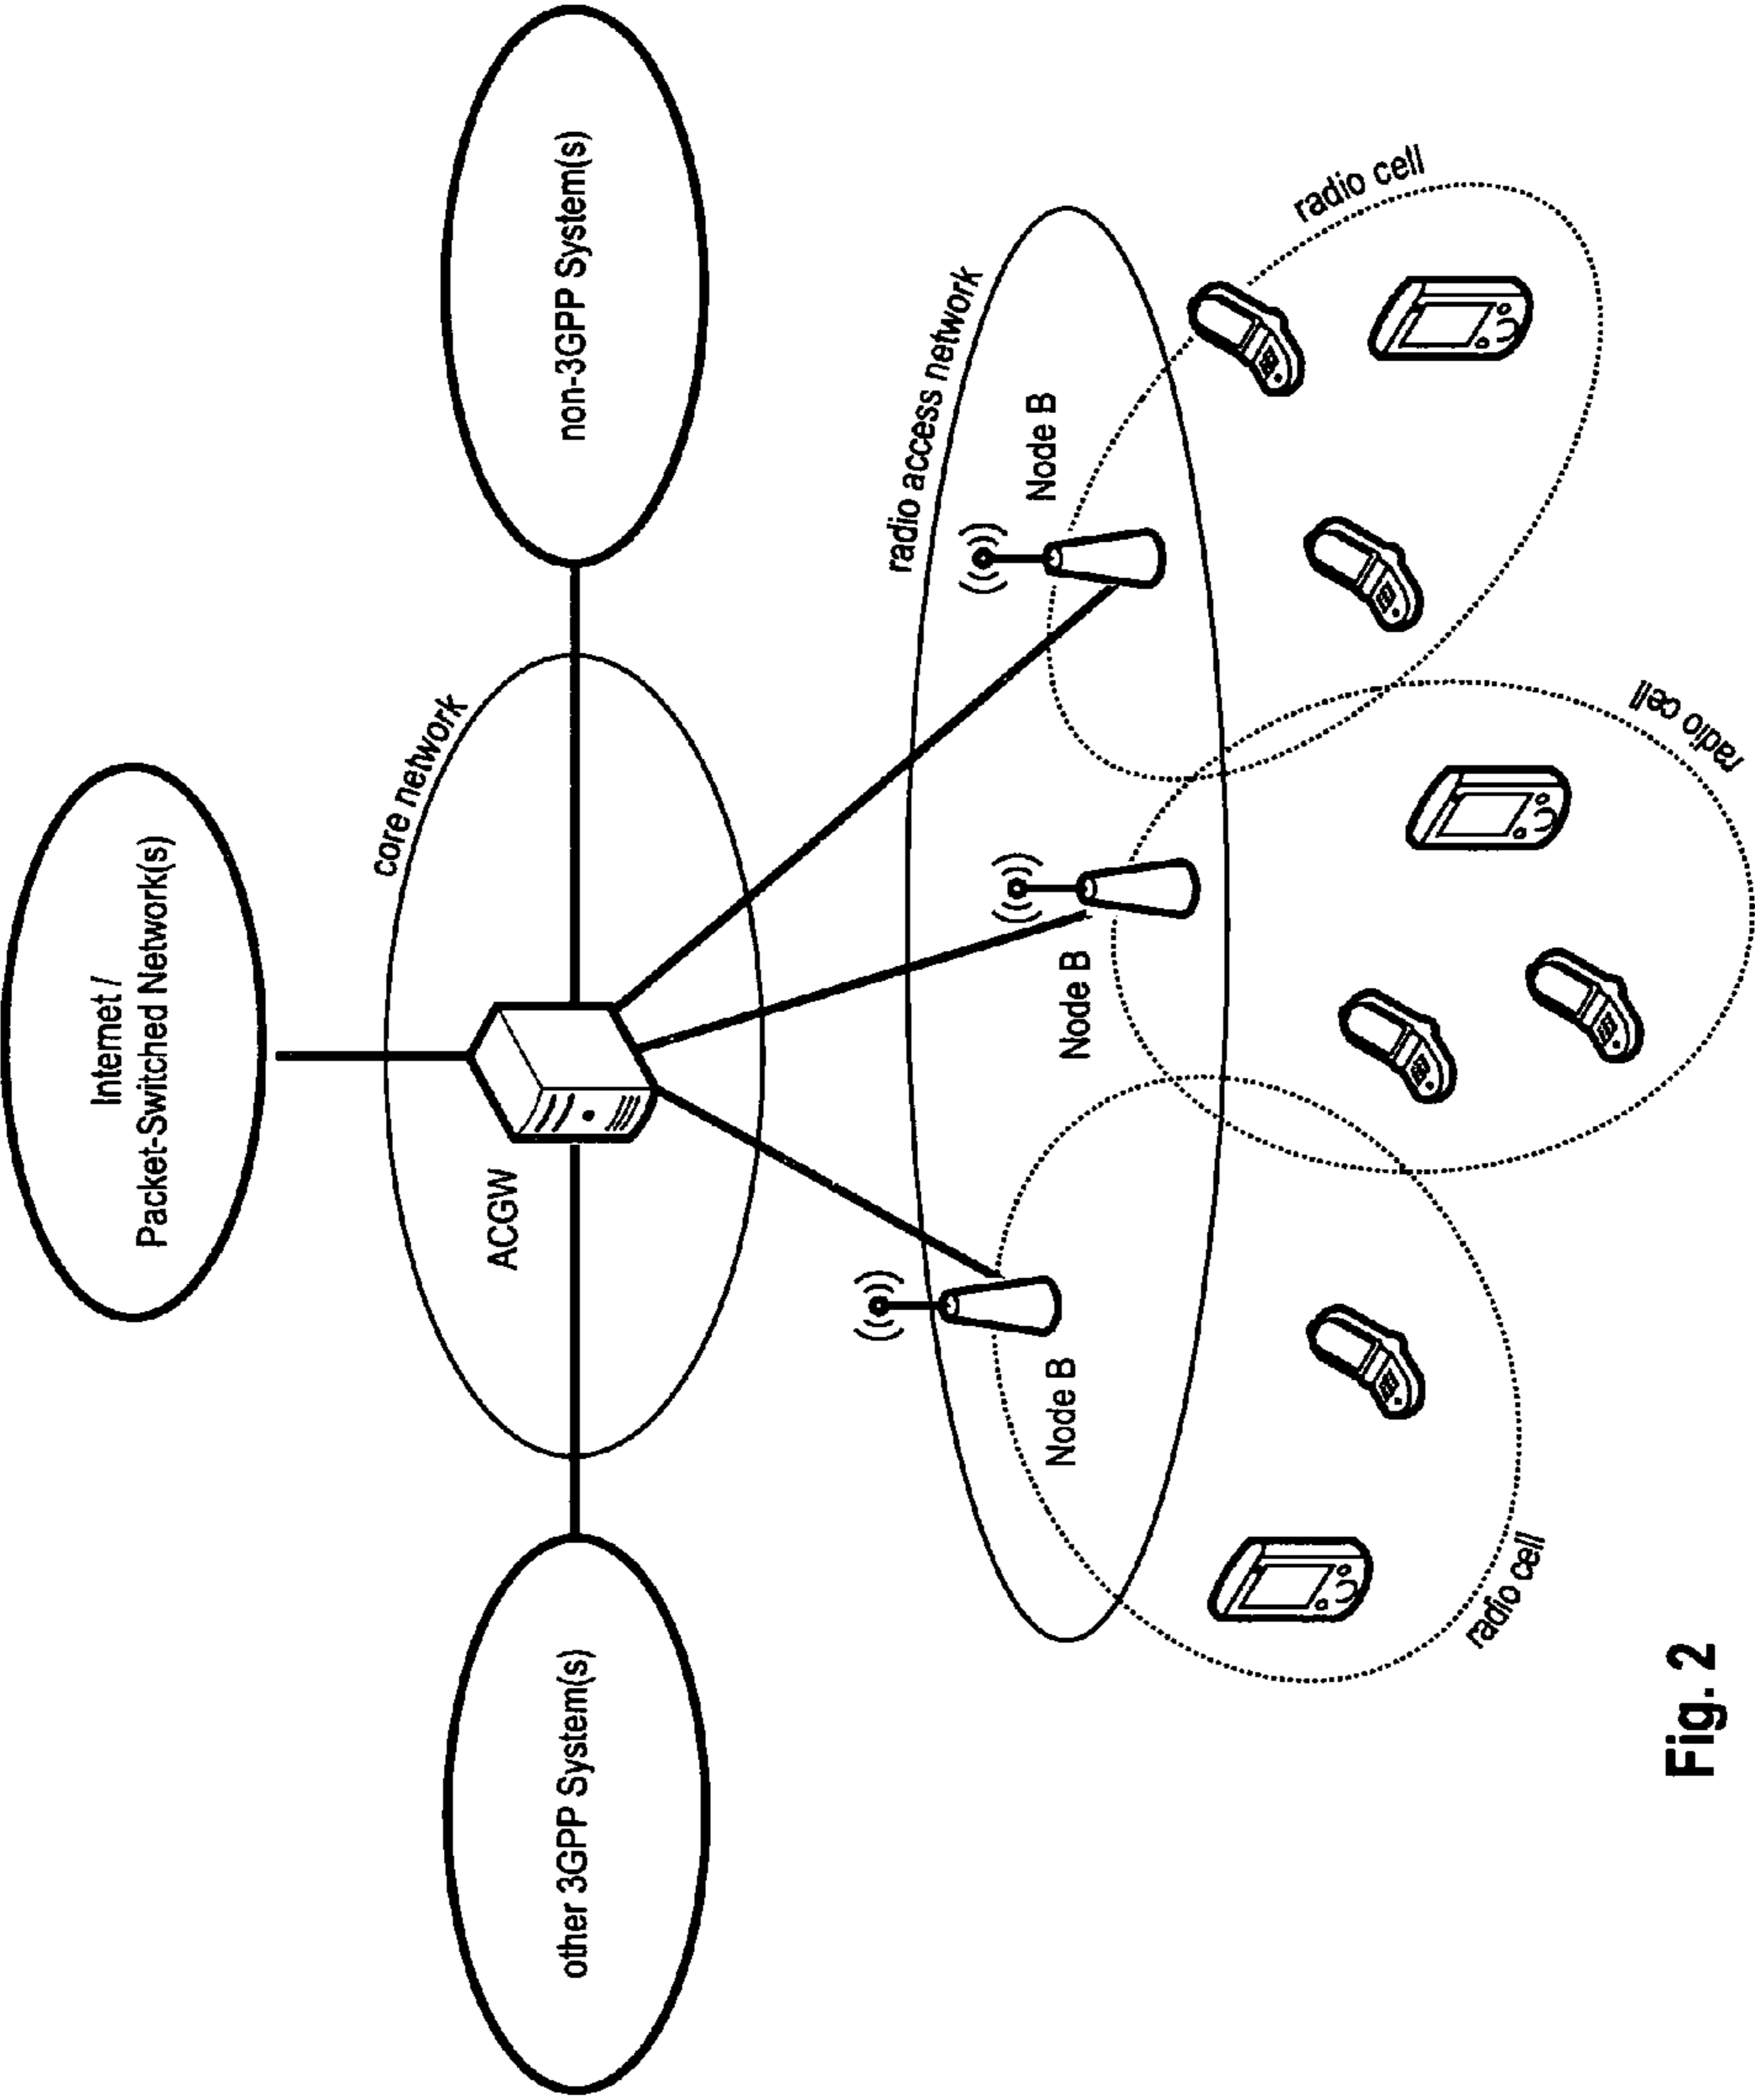 Internet /
Packet-Switched Network(s)
core network
other 3GPP System(s)
ACGW
non-3GPP System(s)
radio access network
Node B
Node B
Node B
radio cell
radio cell
radio cell
Fig. 2